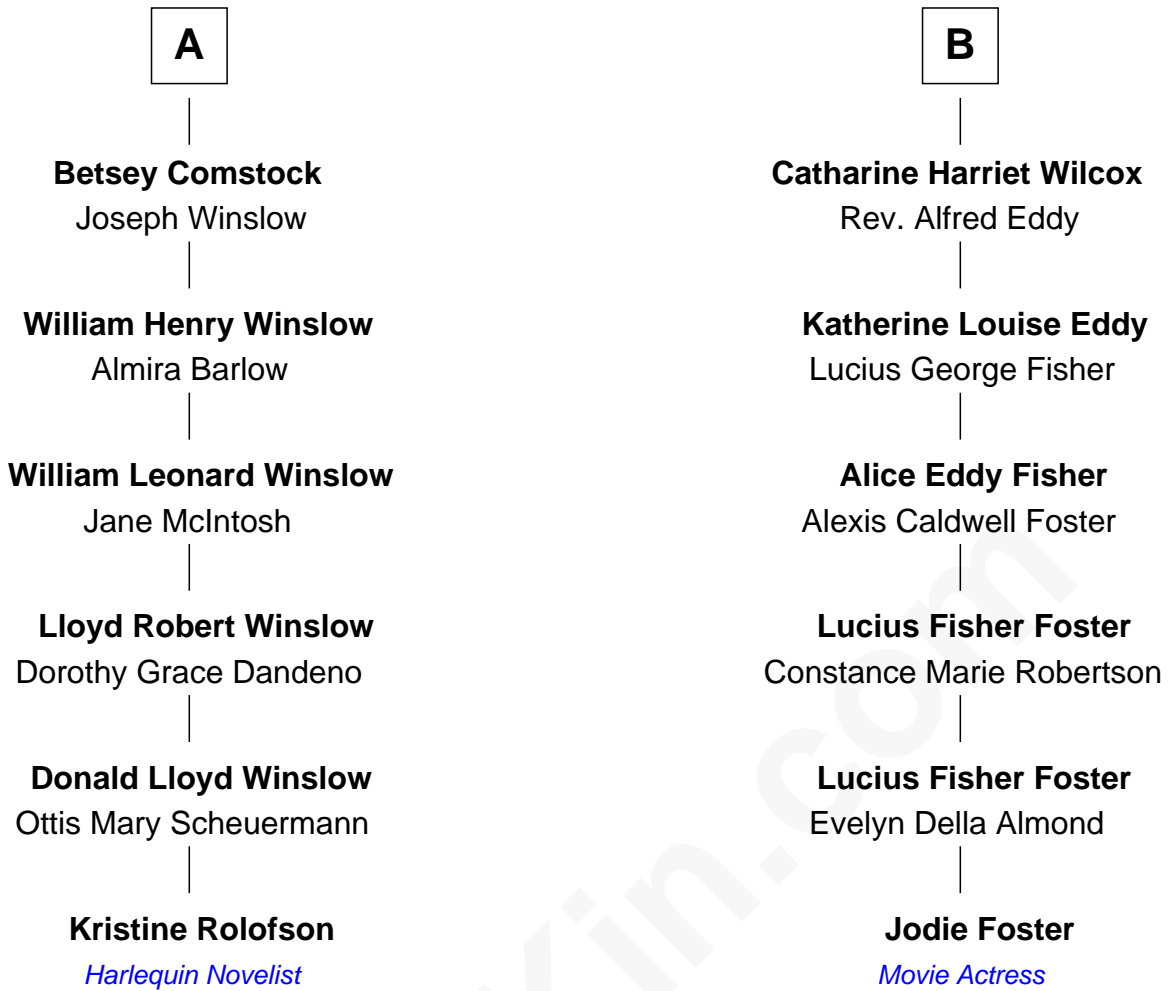 A
Betsey Comstock
Joseph Winslow
William Henry Winslow
Almira Barlow
William Leonard Winslow
Jane McIntosh
Lloyd Robert Winslow
Dorothy Grace Dandeno
Donald Lloyd Winslow
Ottis Mary Scheuermann
Kristine Rolofson
Harlequin Novelist
B
Catharine Harriet Wilcox
Rev. Alfred Eddy
Katherine Louise Eddy
Lucius George Fisher
Alice Eddy Fisher
Alexis Caldwell Foster
Lucius Fisher Foster
Constance Marie Robertson
Lucius Fisher Foster
Evelyn Della Almond
Jodie Foster
Movie Actress